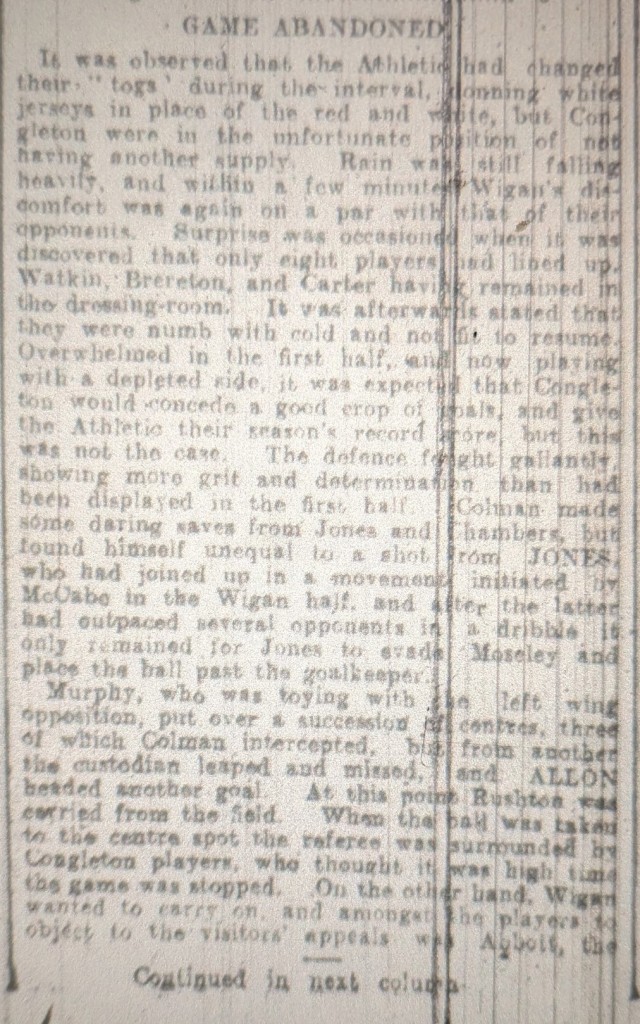 GAME ABANDONED
It was observed that the Athletic had changed
their "togs' during the interval, donning white
jerseys in place of the red and white, but Con-
gleton were in the unfortunate position of not
having another supply. Rain was still falling
heavily, and within a few minutes Wigan's dis-
comfort was again on a par with that of their
opponents. Surprise was occasioned when it was
discovered that only eight players had lined up,
Watkin, Brereton, and Carter having remained in
the dressing-room. It was afterwards stated that
they were numb with cold and not fit to resume.
Overwhelmed in the first half, and now playing
with a depleted side, it was expected that Congle-
ton would concede a good crop of goals, and give
the Athletic their season's record score, but this
was not the case. The defence fought gallantly,
showing more grit and determination than had
been displayed in the first half. Colman made
some daring saves from Jones and Chambers, but
found himself unequal to a shot from JONES,
who had joined up in a movement initiated by
McCabe in the Wigan half, and after the latter
had outpaced several opponents in a dribble it
only remained for Jones to evade Moseley and
place the ball past the goalkeeper.
Murphy, who was toying with the left wing
opposition, put over a succession of centres, three
of which Colman intercepted, but from another
the custodian leaped and missed, and ALLON
headed another goal. At this point Rushton was
carried from the field. When the ball was taken
to the centre spot the referee was surrounded by
Congleton players, who thought it was high time
the game was stopped. On the other hand, Wigan
wanted to carry on, and amongst the players to
object to the visitors' appeals was Abbott, the
Continued in next column